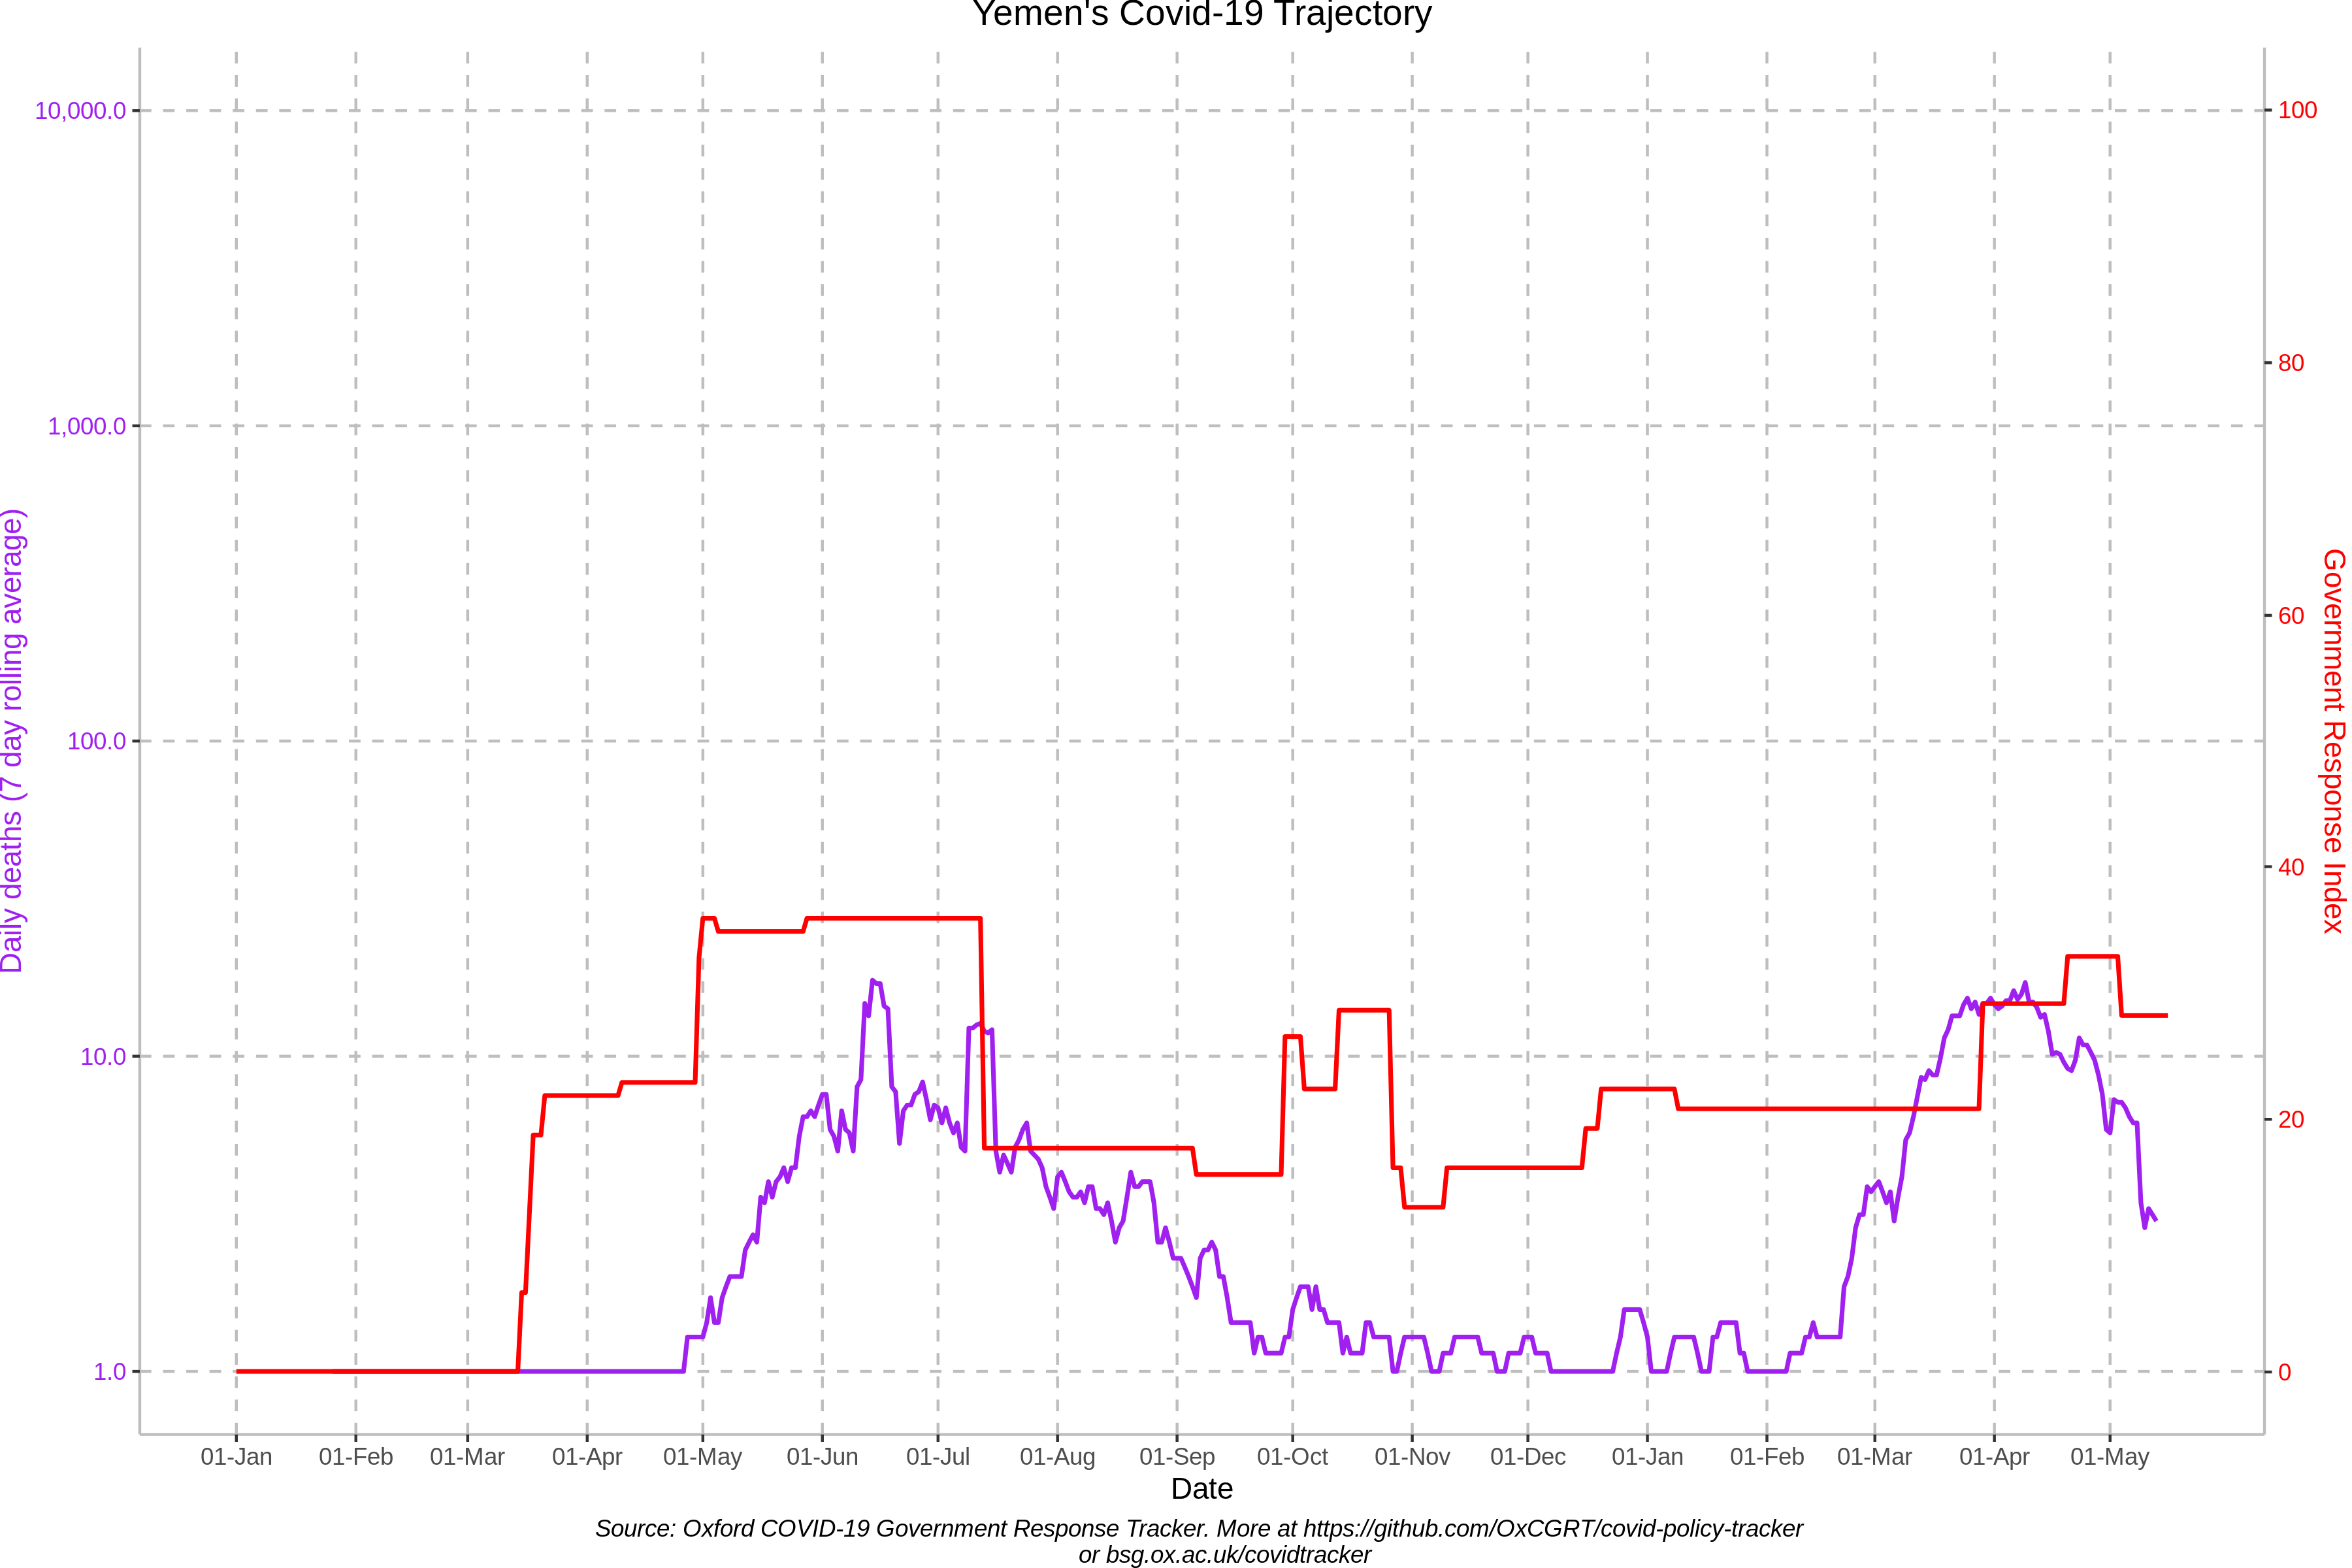 Yemen's Covid-19 Trajectory
10,000.0
1,000.0
100.0
10.0
1.0
Daily deaths (7 day rolling average)
100
80
60
40
20
0
Government Response Index
01-Jan 01-Feb 01-Mar 01-Apr 01-May 01-Jun 01-Jul 01-Aug 01-Sep 01-Oct 01-Nov 01-Dec 01-Jan 01-Feb 01-Mar 01-Apr 01-May
Date
Source: Oxford COVID-19 Government Response Tracker. More at https://github.com/OxCGRT/covid-policy-tracker
or bsg.ox.ac.uk/covidtracker